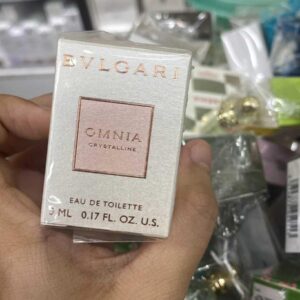 BVLGARI
OMNIA
CRYSTALLINE
EAU DE TOILETTE
5 ML 0.17 FL. OZ. U.S.